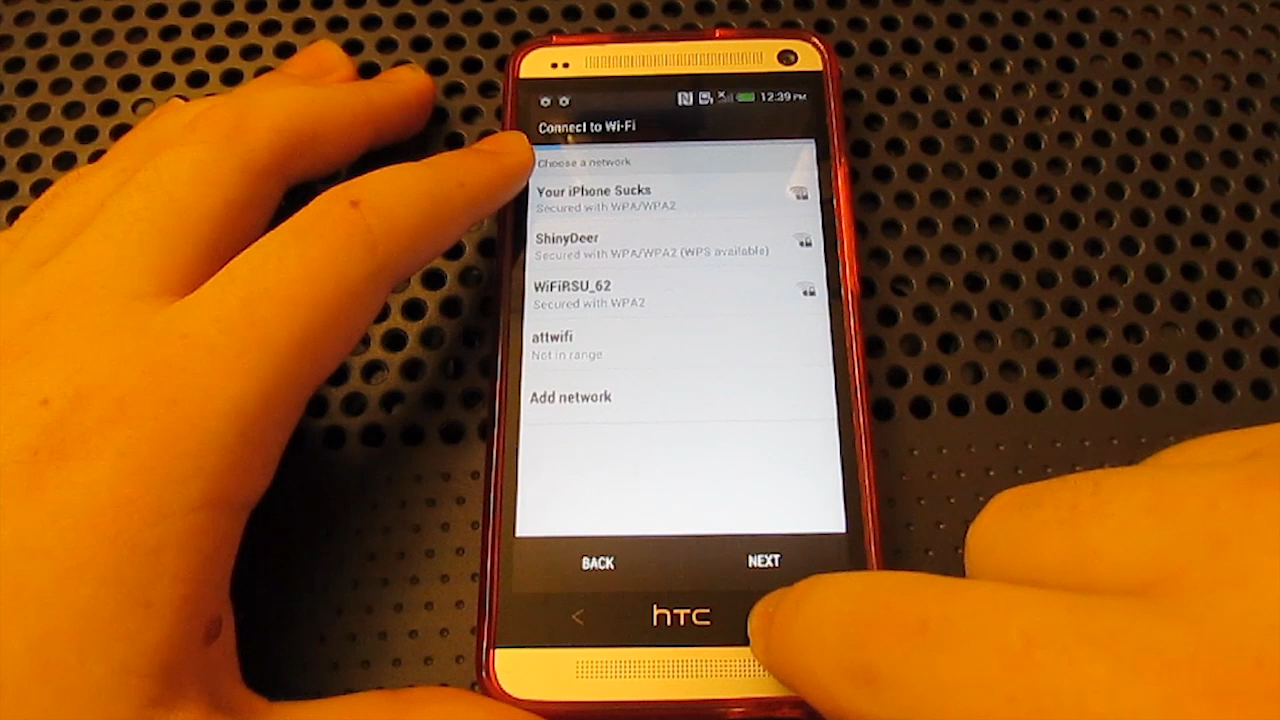 12:39 PM
Connect to Wi-Fi
Choose a network
Your iPhone Sucks
Secured with WPA/WPA2
ShinyDeer
Secured with WPA/WPA2 (WPS available)
WiFiRSU_62
Secured with WPA2
attwifi
Not in range
Add network
BACK NEXT
hTC